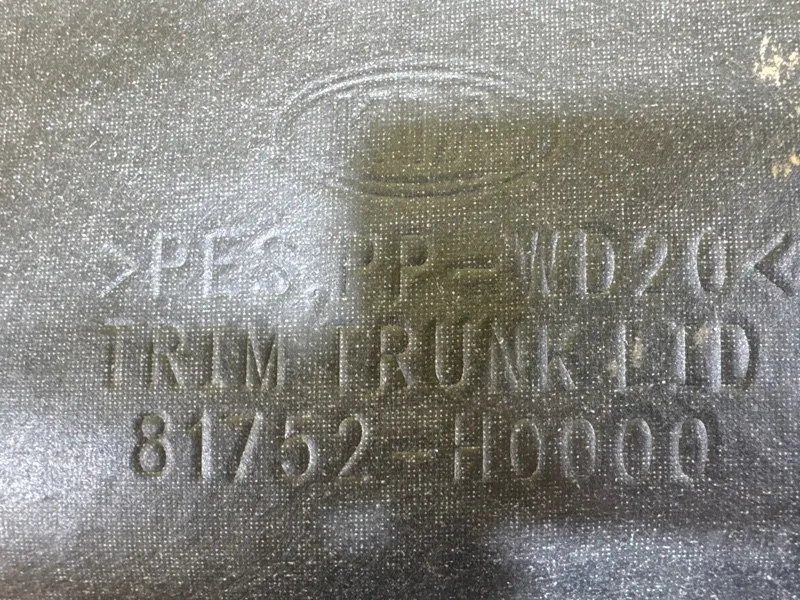 >PES,PP-WD20<
TRIM TRUNK LID
81752-H0000